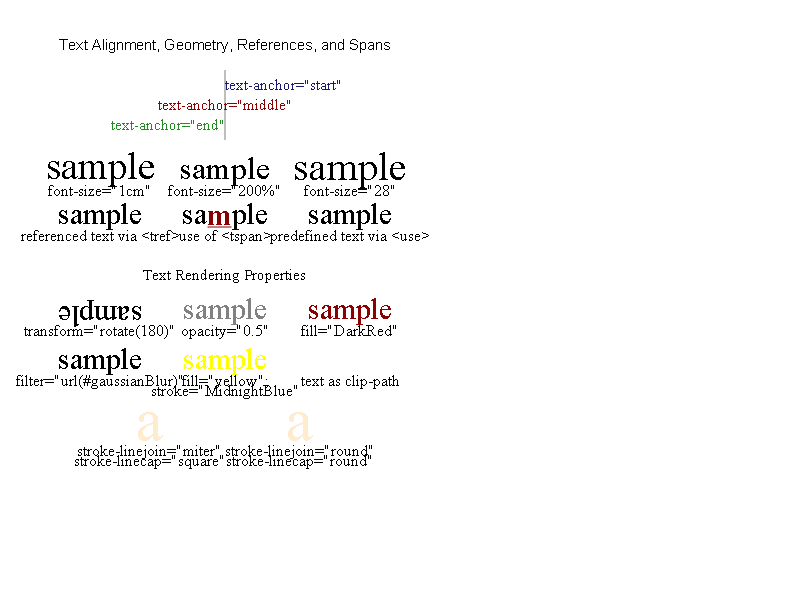 Text Alignment, Geometry, References, and Spans
text-anchor="start"
text-anchor="middle"
text-anchor="end"
sample sample sample
font-size="1cm" font-size="200%" font-size="28"
sample sample sample
referenced text via <tref> use of <tspan> predefined text via <use>
Text Rendering Properties
sample sample sample
transform="rotate(180)" opacity="0.5" fill="DarkRed"
sample sample
filter="url(#gaussianBlur)" fill="yellow"; text as clip-path
stroke="MidnightBlue"
a a
stroke-linejoin="miter" stroke-linejoin="round"
stroke-linecap="square" stroke-linecap="round"